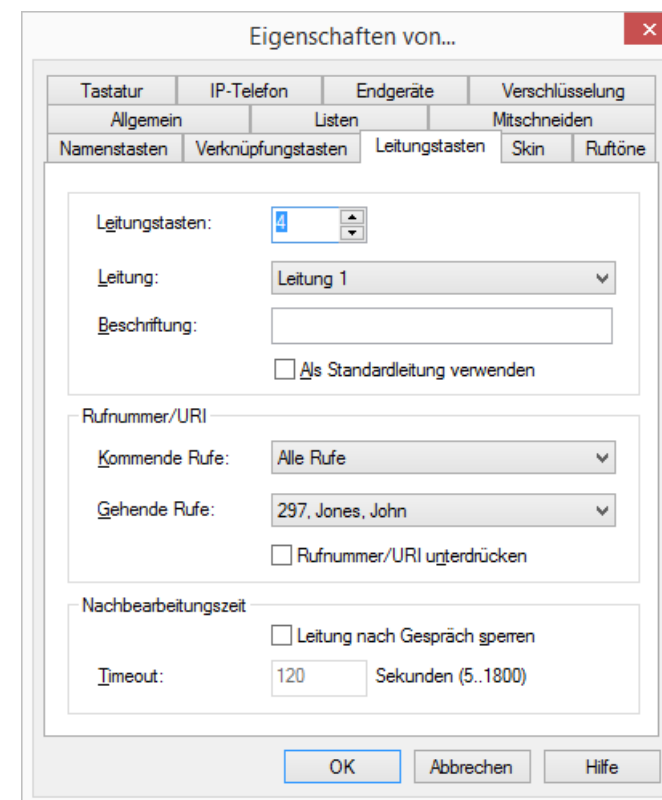 Eigenschaften von...
Tastatur IP-Telefon Endgeräte Verschlüsselung
Allgemein Listen Mitschneiden
Namenstasten Verknüpfungstasten Leitungstasten Skin Ruftöne
Leitungstasten: 4
Leitung: Leitung 1
Beschriftung:
Als Standardleitung verwenden
Rufnummer/URI
Kommende Rufe: Alle Rufe
Gehende Rufe: 297, Jones, John
Rufnummer/URI unterdrücken
Nachbearbeitungszeit
Leitung nach Gespräch sperren
Timeout: 120 Sekunden (5..1800)
OK Abbrechen Hilfe